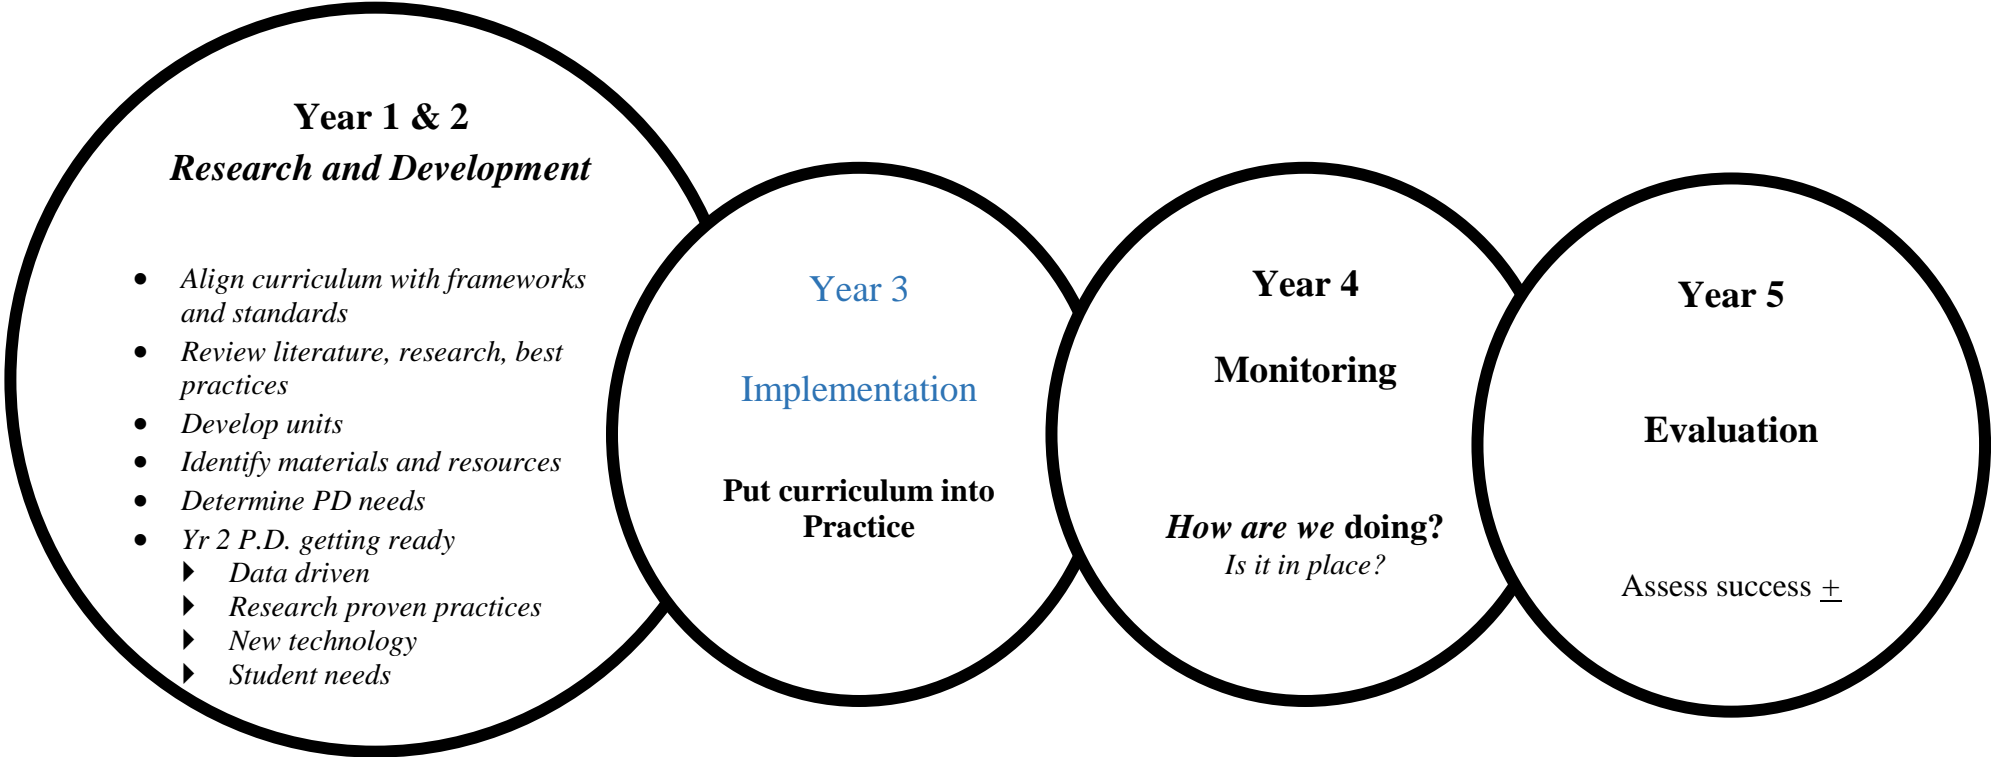 Year 1 & 2
Research and Development
• Align curriculum with frameworks
and standards
• Review literature, research, best
practices
• Develop units
• Identify materials and resources
• Determine PD needs
• Yr 2 P.D. getting ready
Data driven
Research proven practices
New technology
Student needs
Year 3
Implementation
Put curriculum into
Practice
Year 4
Monitoring
How are we doing?
Is it in place?
Year 5
Evaluation
Assess success +